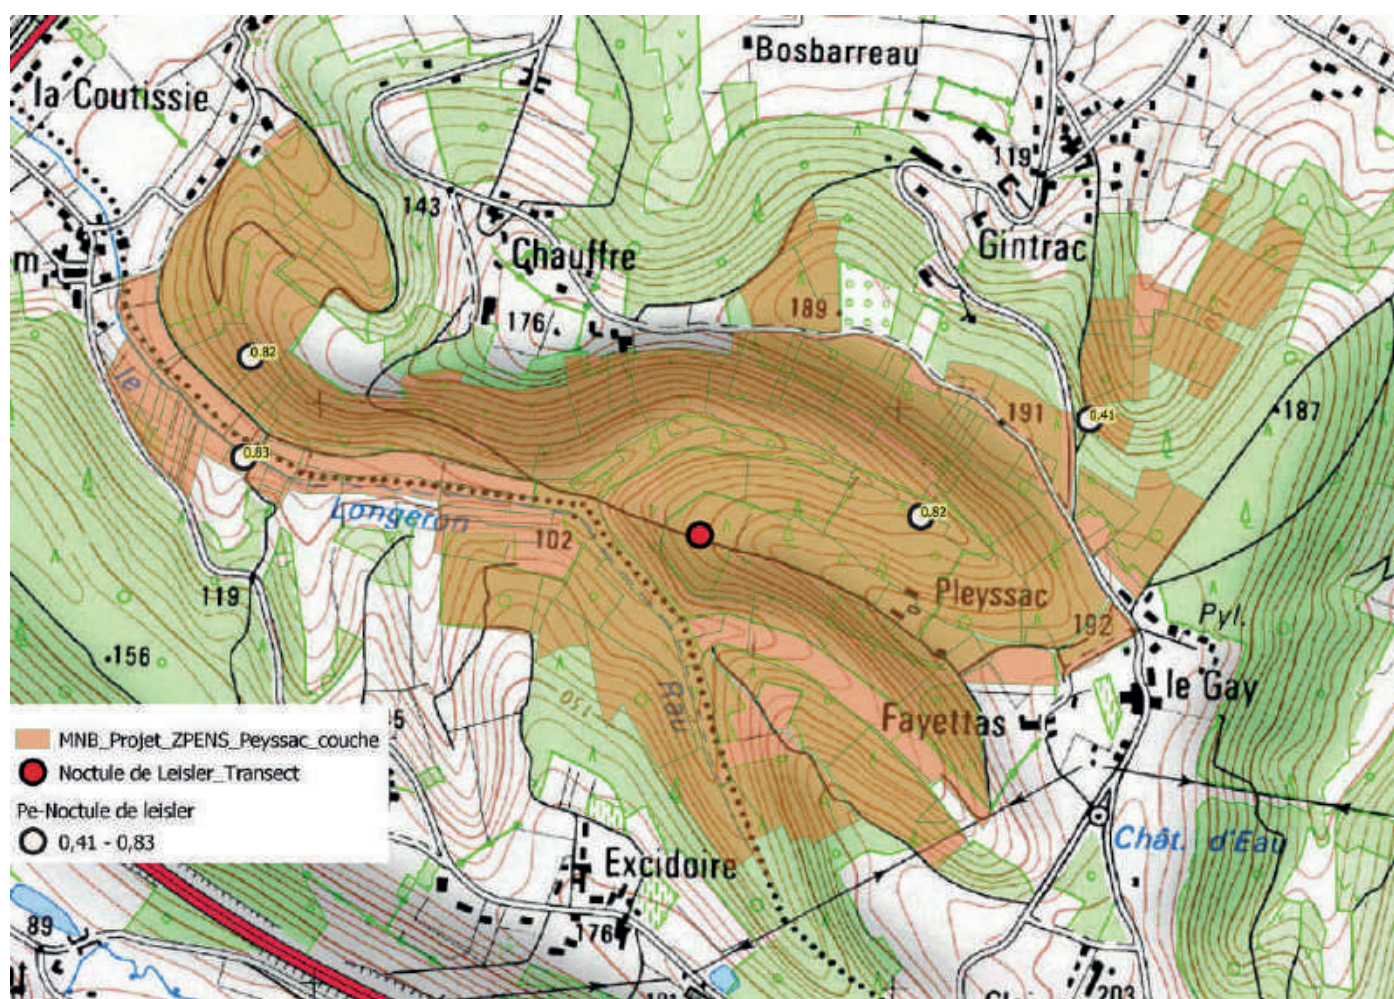 Bosbarreau
la Coutissie
119
143
Gintrac
m
Chauffre
189
176
0.82
le
191
0,41
187
0.83
Longeron
0.82
102
Pleyssac
119
192
Pyl.
156
150
Rau
le Gay
Fayettas
MNB_Projet_ZPENS_Peyssac_couche
Noctule de Leisler_Transect
Pe-Noctule de leisler
0,41 - 0,83
Chât. d'Eau
Excidoire
89
176
203